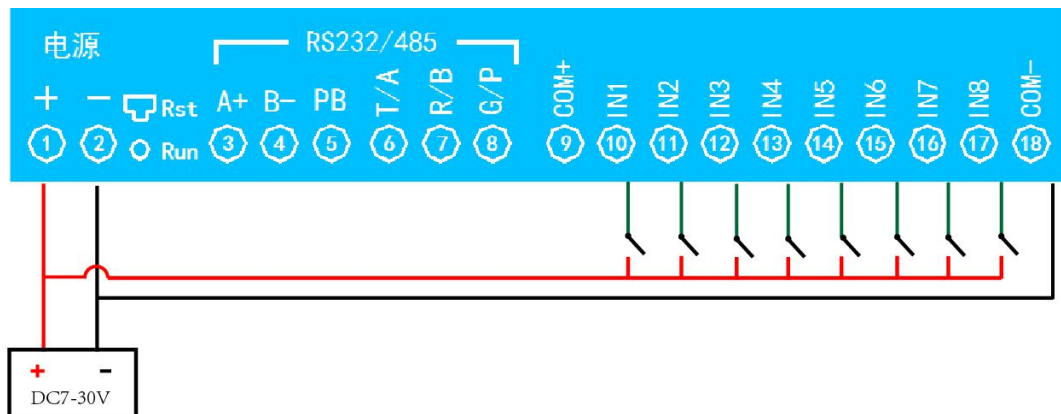 电源
RS232/485
+ − Rst A+ B- PB T/A R/B G/P COM+ IN1 IN2 IN3 IN4 IN5 IN6 IN7 IN8 COM-
1 2 Run 3 4 5 6 7 8 9 10 11 12 13 14 15 16 17 18
+ -
DC7-30V